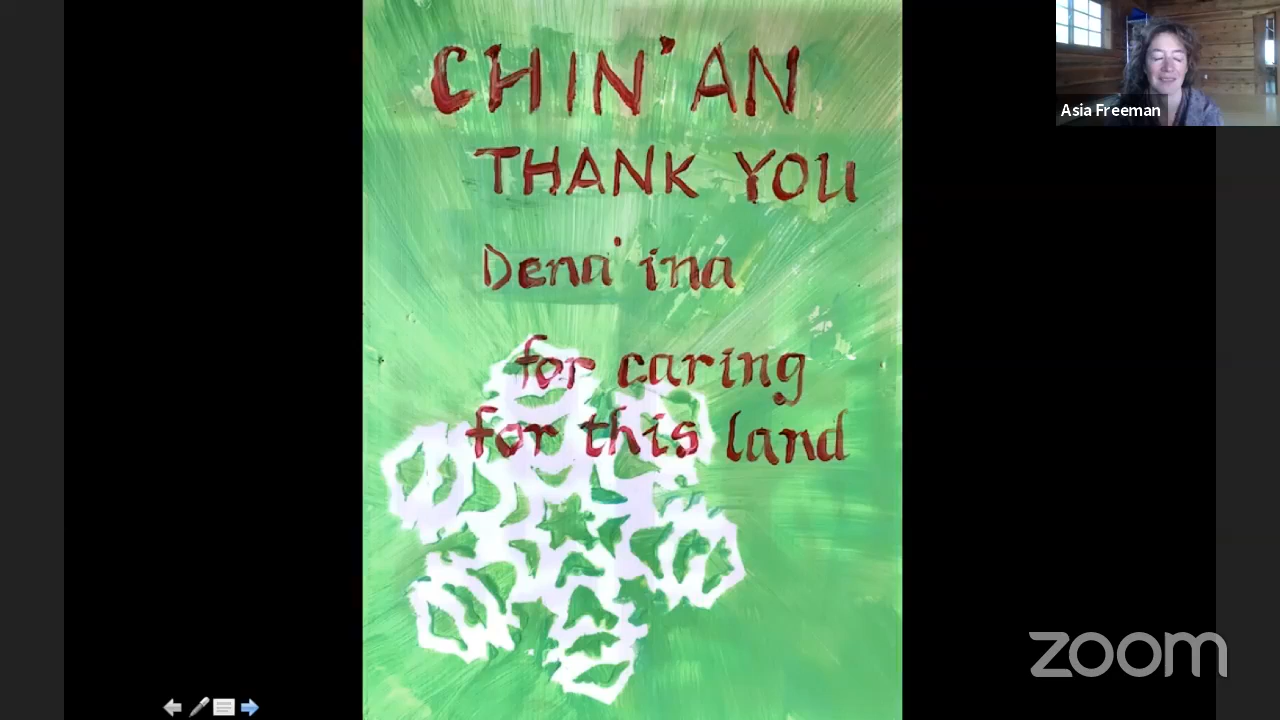 CHIN'AN
THANK YOU
Dena'ina
for caring
for this land
Asia Freeman
zoom